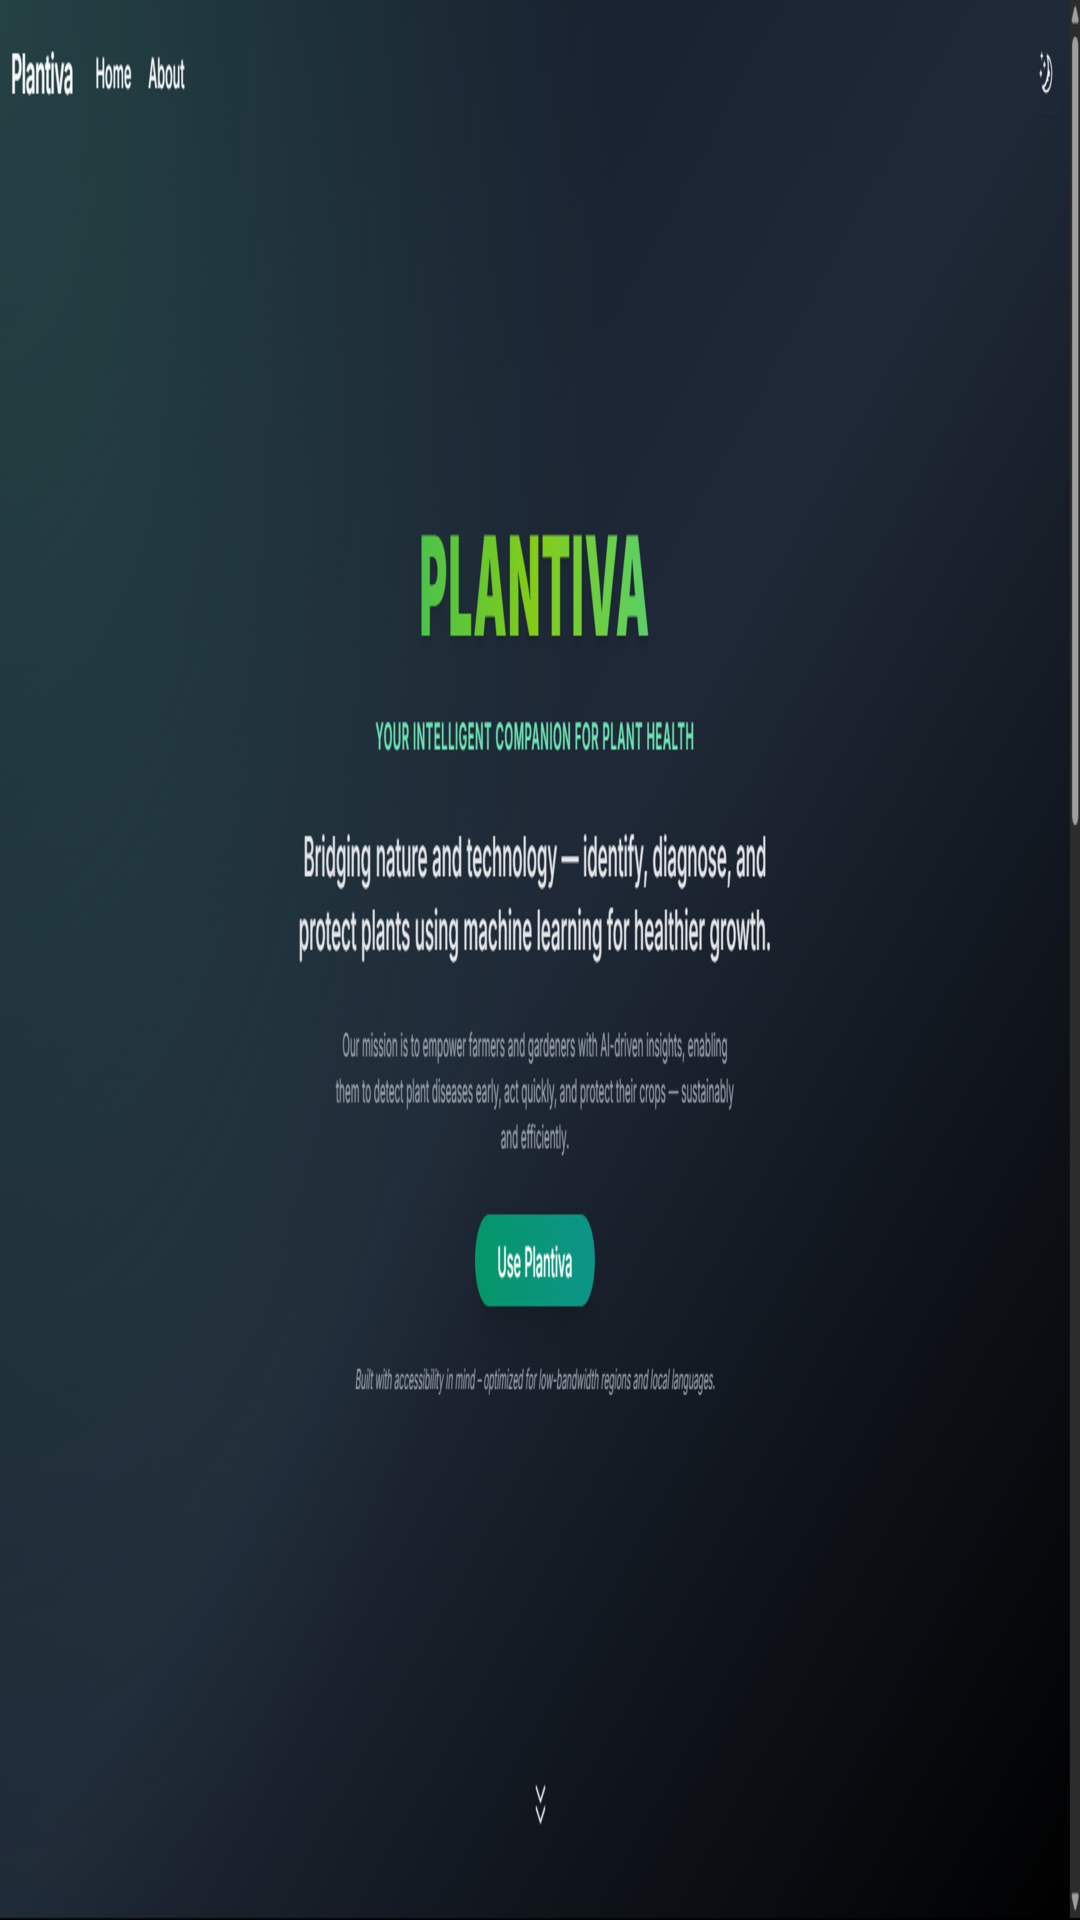 Plantiva Home About
PLANTIVA
YOUR INTELLIGENT COMPANION FOR PLANT HEALTH
Bridging nature and technology — identify, diagnose, and
protect plants using machine learning for healthier growth.
Our mission is to empower farmers and gardeners with AI-driven insights, enabling
them to detect plant diseases early, act quickly, and protect their crops — sustainably
and efficiently.
Use Plantiva
Built with accessibility in mind – optimized for low-bandwidth regions and local languages.